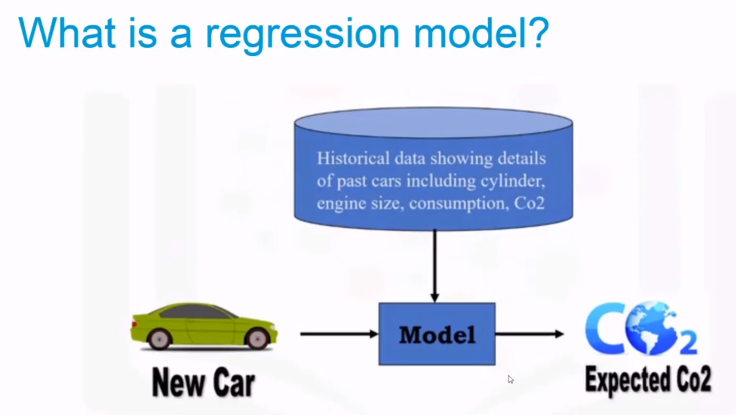 What is a regression model?
Historical data showing details
of past cars including cylinder,
engine size, consumption, Co2
Model
New Car
CO2
Expected Co2